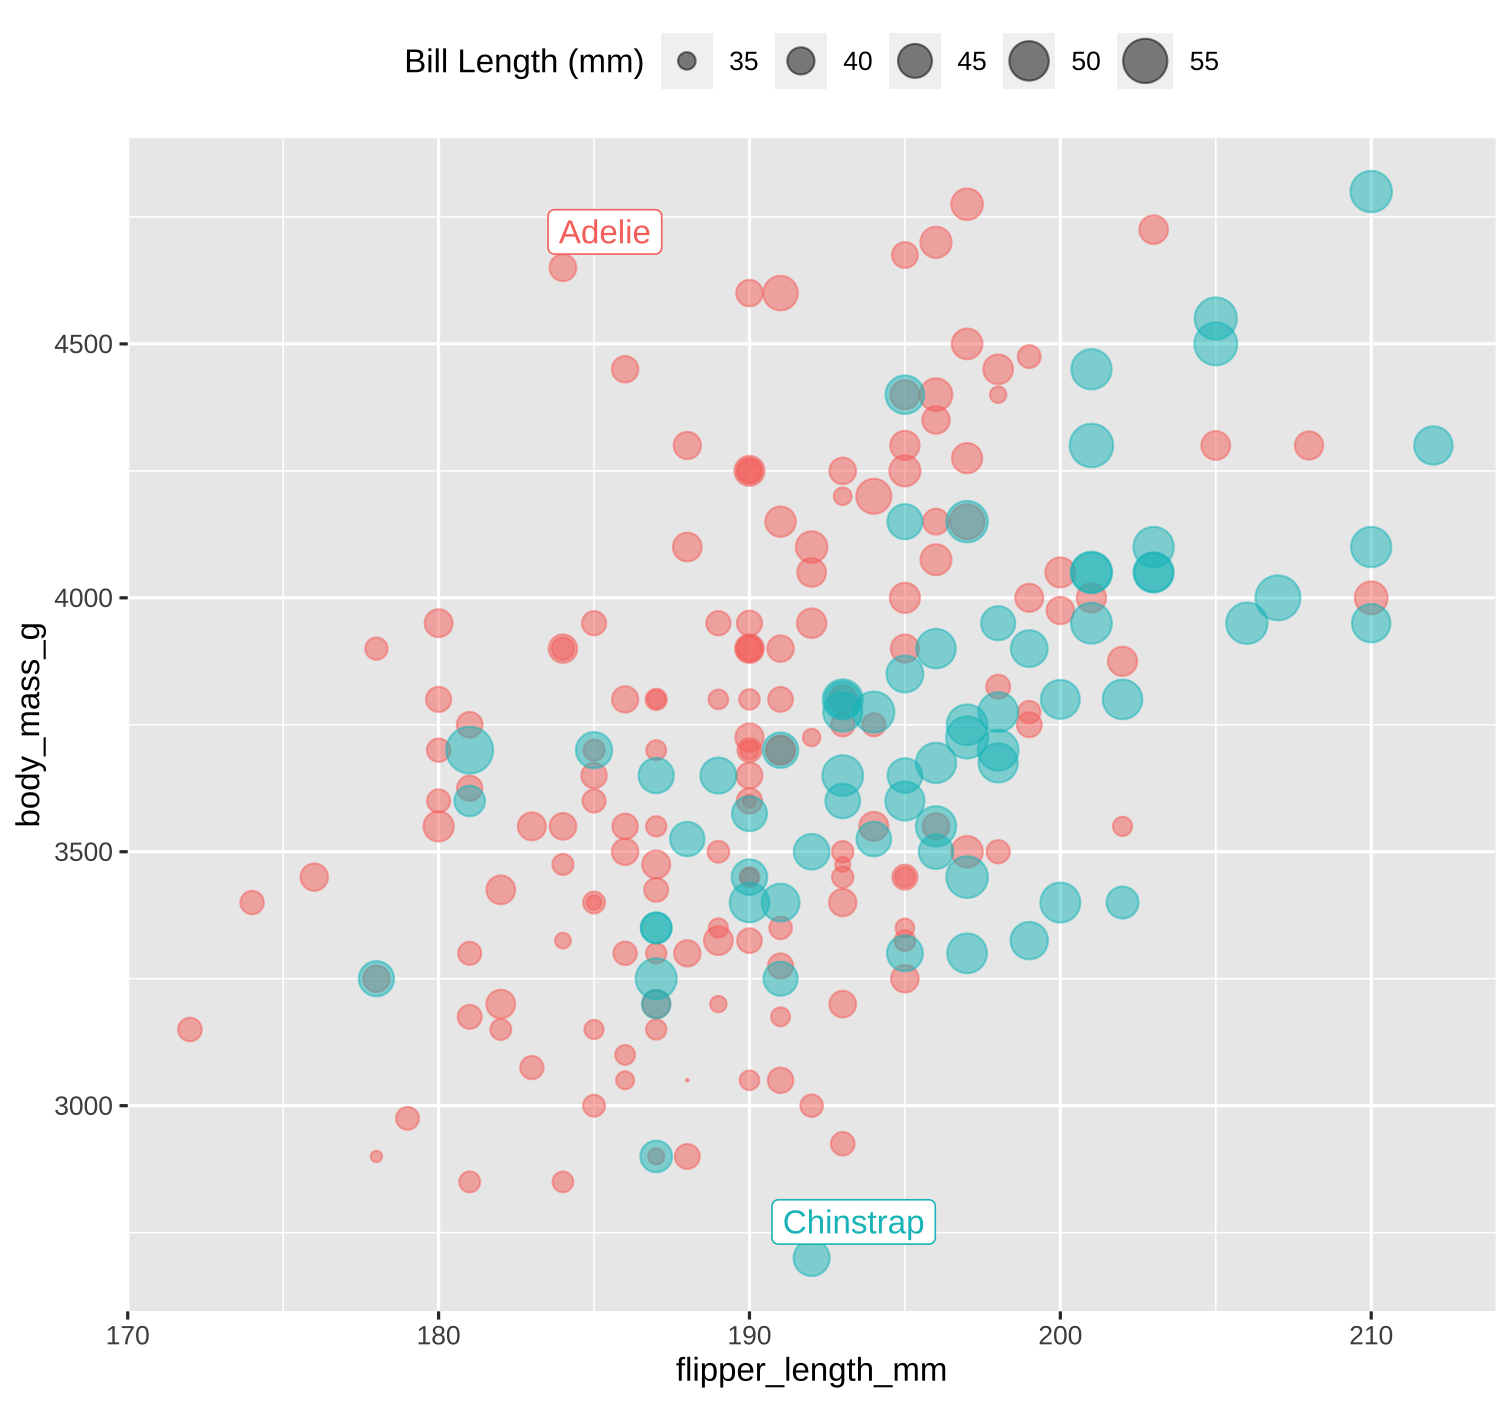 Bill Length (mm) 35 40 45 50 55
Adelie
4500
4000
3500
3000
body_mass_g
Chinstrap
170 180 190 200 210
flipper_length_mm